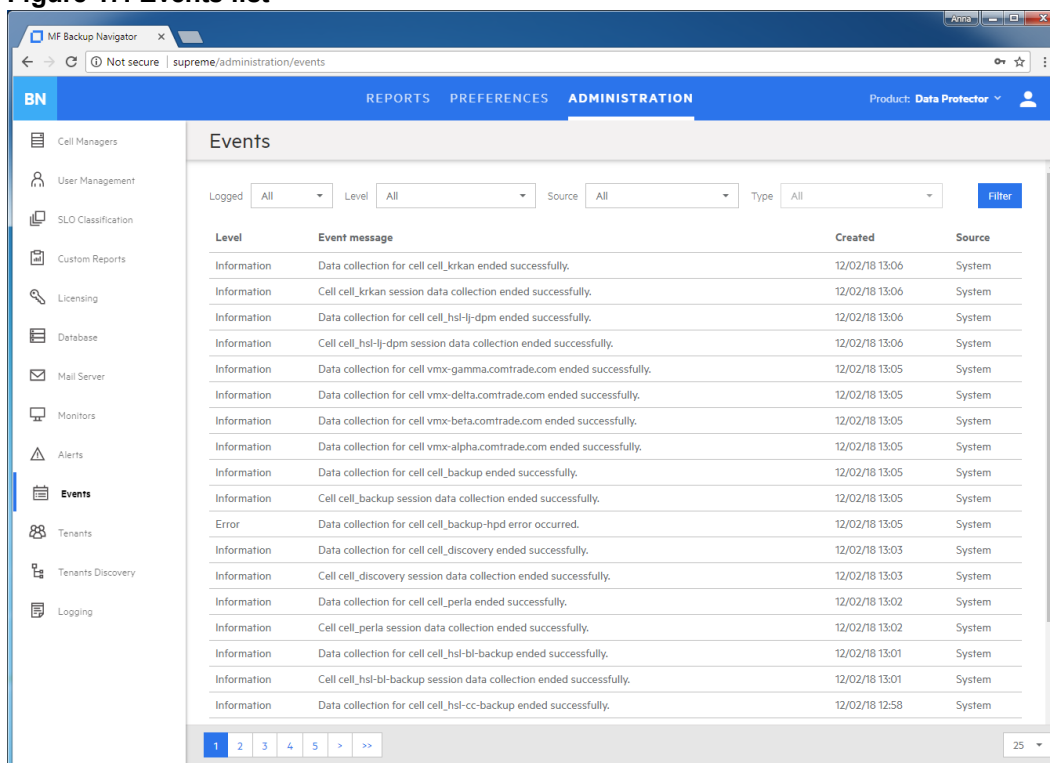 Anna
MF Backup Navigator
Not secure | supreme/administration/events
BN REPORTS PREFERENCES ADMINISTRATION Product: Data Protector
Cell Managers
User Management
SLO Classification
Custom Reports
Licensing
Database
Mail Server
Monitors
Alerts
Events
Tenants
Tenants Discovery
Logging
Events
Logged All Level All Source All Type All Filter
Level Event message Created Source
Information Data collection for cell cell_krkan ended successfully. 12/02/18 13:06 System
Information Cell cell_krkan session data collection ended successfully. 12/02/18 13:06 System
Information Data collection for cell cell_hsl-lj-dpm ended successfully. 12/02/18 13:06 System
Information Cell cell_hsl-lj-dpm session data collection ended successfully. 12/02/18 13:06 System
Information Data collection for cell vmx-gamma.comtrade.com ended successfully. 12/02/18 13:05 System
Information Data collection for cell vmx-delta.comtrade.com ended successfully. 12/02/18 13:05 System
Information Data collection for cell vmx-beta.comtrade.com ended successfully. 12/02/18 13:05 System
Information Data collection for cell vmx-alpha.comtrade.com ended successfully. 12/02/18 13:05 System
Information Data collection for cell cell_backup ended successfully. 12/02/18 13:05 System
Information Cell cell_backup session data collection ended successfully. 12/02/18 13:05 System
Error Data collection for cell cell_backup-hpd error occurred. 12/02/18 13:05 System
Information Data collection for cell cell_discovery ended successfully. 12/02/18 13:03 System
Information Cell cell_discovery session data collection ended successfully. 12/02/18 13:03 System
Information Data collection for cell cell_perla ended successfully. 12/02/18 13:02 System
Information Cell cell_perla session data collection ended successfully. 12/02/18 13:02 System
Information Data collection for cell cell_hsl-bl-backup ended successfully. 12/02/18 13:01 System
Information Cell cell_hsl-bl-backup session data collection ended successfully. 12/02/18 13:01 System
Information Data collection for cell cell_hsl-cc-backup ended successfully. 12/02/18 12:58 System
1 2 3 4 5 > >> 25